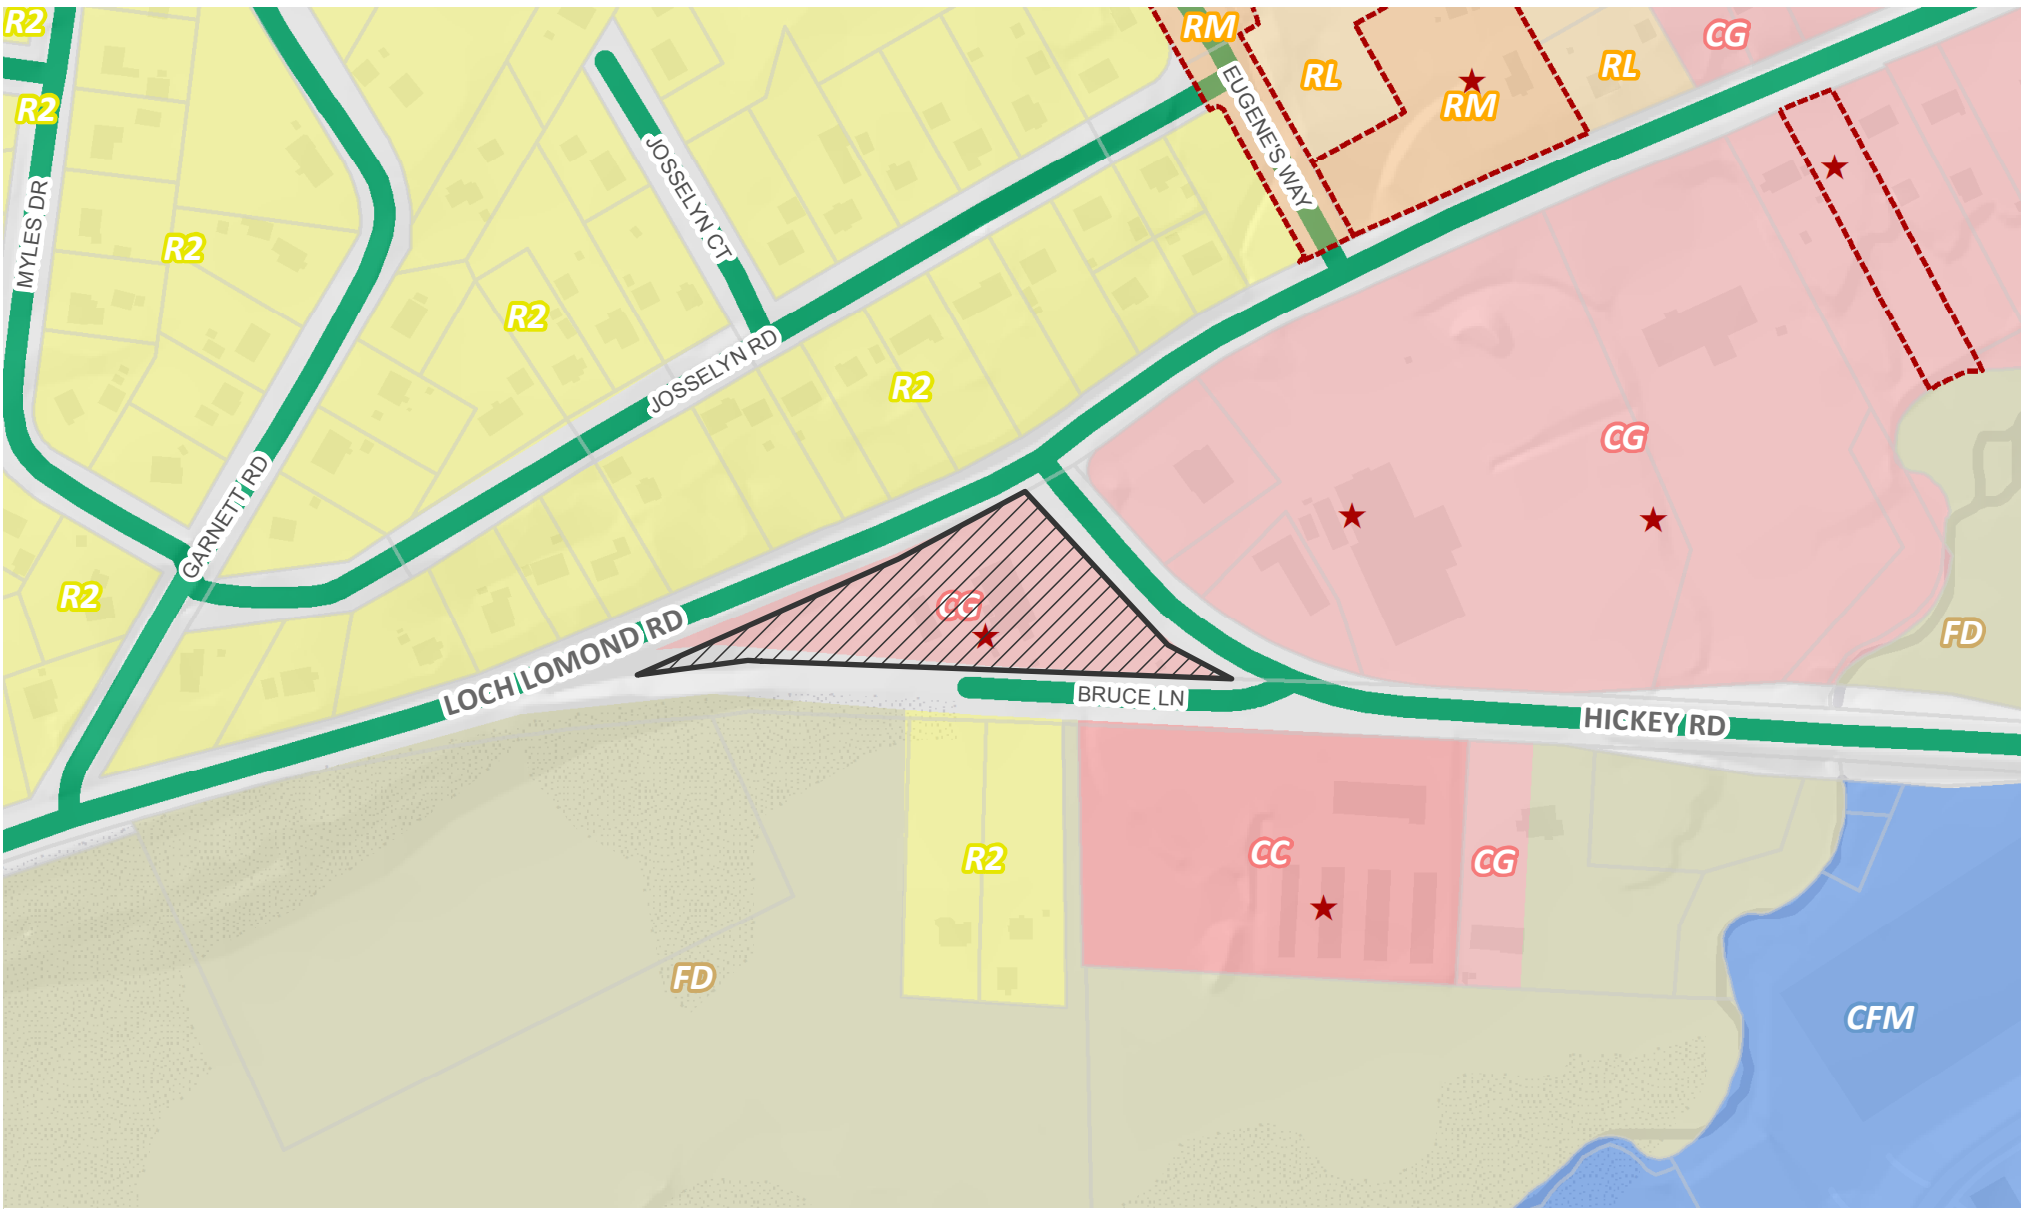 R2
RM
CG
RL
RL
RM
R2
EUGENE'S WAY
JOSSELYN CT
MYLES DR
R2
R2
JOSSELYN RD
R2
CG
GARNETT RD
R2
CG
LOCH LOMOND RD
FD
BRUCE LN
HICKEY RD
CC
R2
CG
FD
CFM